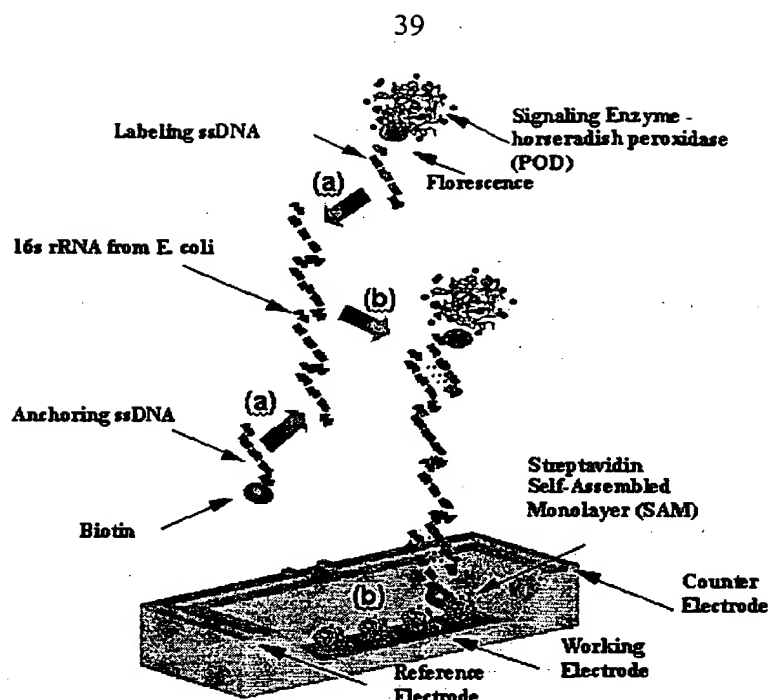 39
Labeling ssDNA
Signaling Enzyme -
horseradish peroxidase
(POD)
(a)
Florescence
16s rRNA from E. coli
(b)
(a)
Anchoring ssDNA
Streptavidin
Self-Assembled
Monolayer (SAM)
Biotin
(b)
Counter
Electrode
Working
Electrode
Reference
Electrode